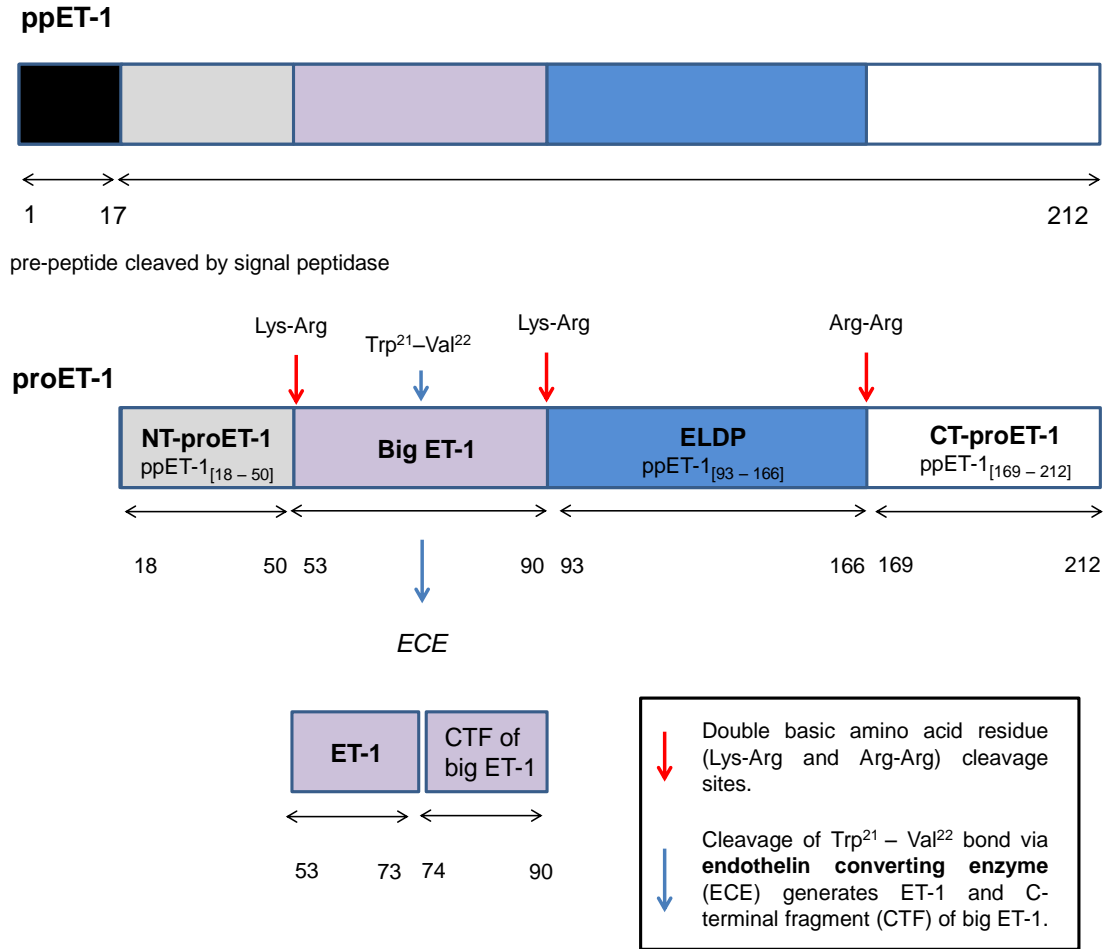 ppET-1
1 17 212
pre-peptide cleaved by signal peptidase
Lys-Arg Lys-Arg Arg-Arg
Trp²¹–Val²²
proET-1
NT-proET-1 Big ET-1 ELDP CT-proET-1
ppET-1[18 – 50] ppET-1[93 – 166] ppET-1[169 – 212]
18 50 53 90 93 166 169 212
ECE
ET-1 CTF of
big ET-1
53 73 74 90
Double basic amino acid residue
(Lys-Arg and Arg-Arg) cleavage
sites.
Cleavage of Trp²¹ – Val²² bond via
endothelin converting enzyme
(ECE) generates ET-1 and C-
terminal fragment (CTF) of big ET-1.